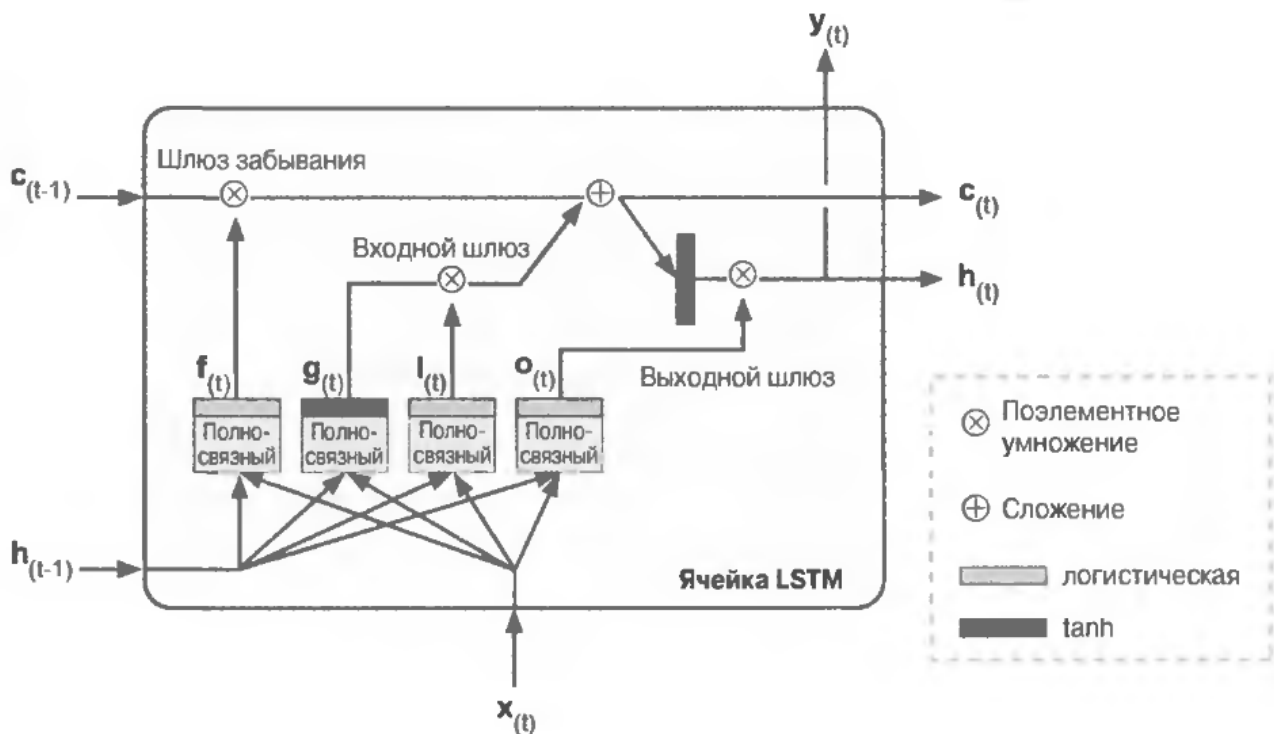 y(t)
Шлюз забывания
c(t-1)
c(t)
Входной шлюз
h(t)
f(t)
g(t)
i(t)
o(t)
Выходной шлюз
Полно-
связный
Полно-
связный
Полно-
связный
Полно-
связный
h(t-1)
Ячейка LSTM
x(t)
Поэлементное
умножение
Сложение
логистическая
tanh